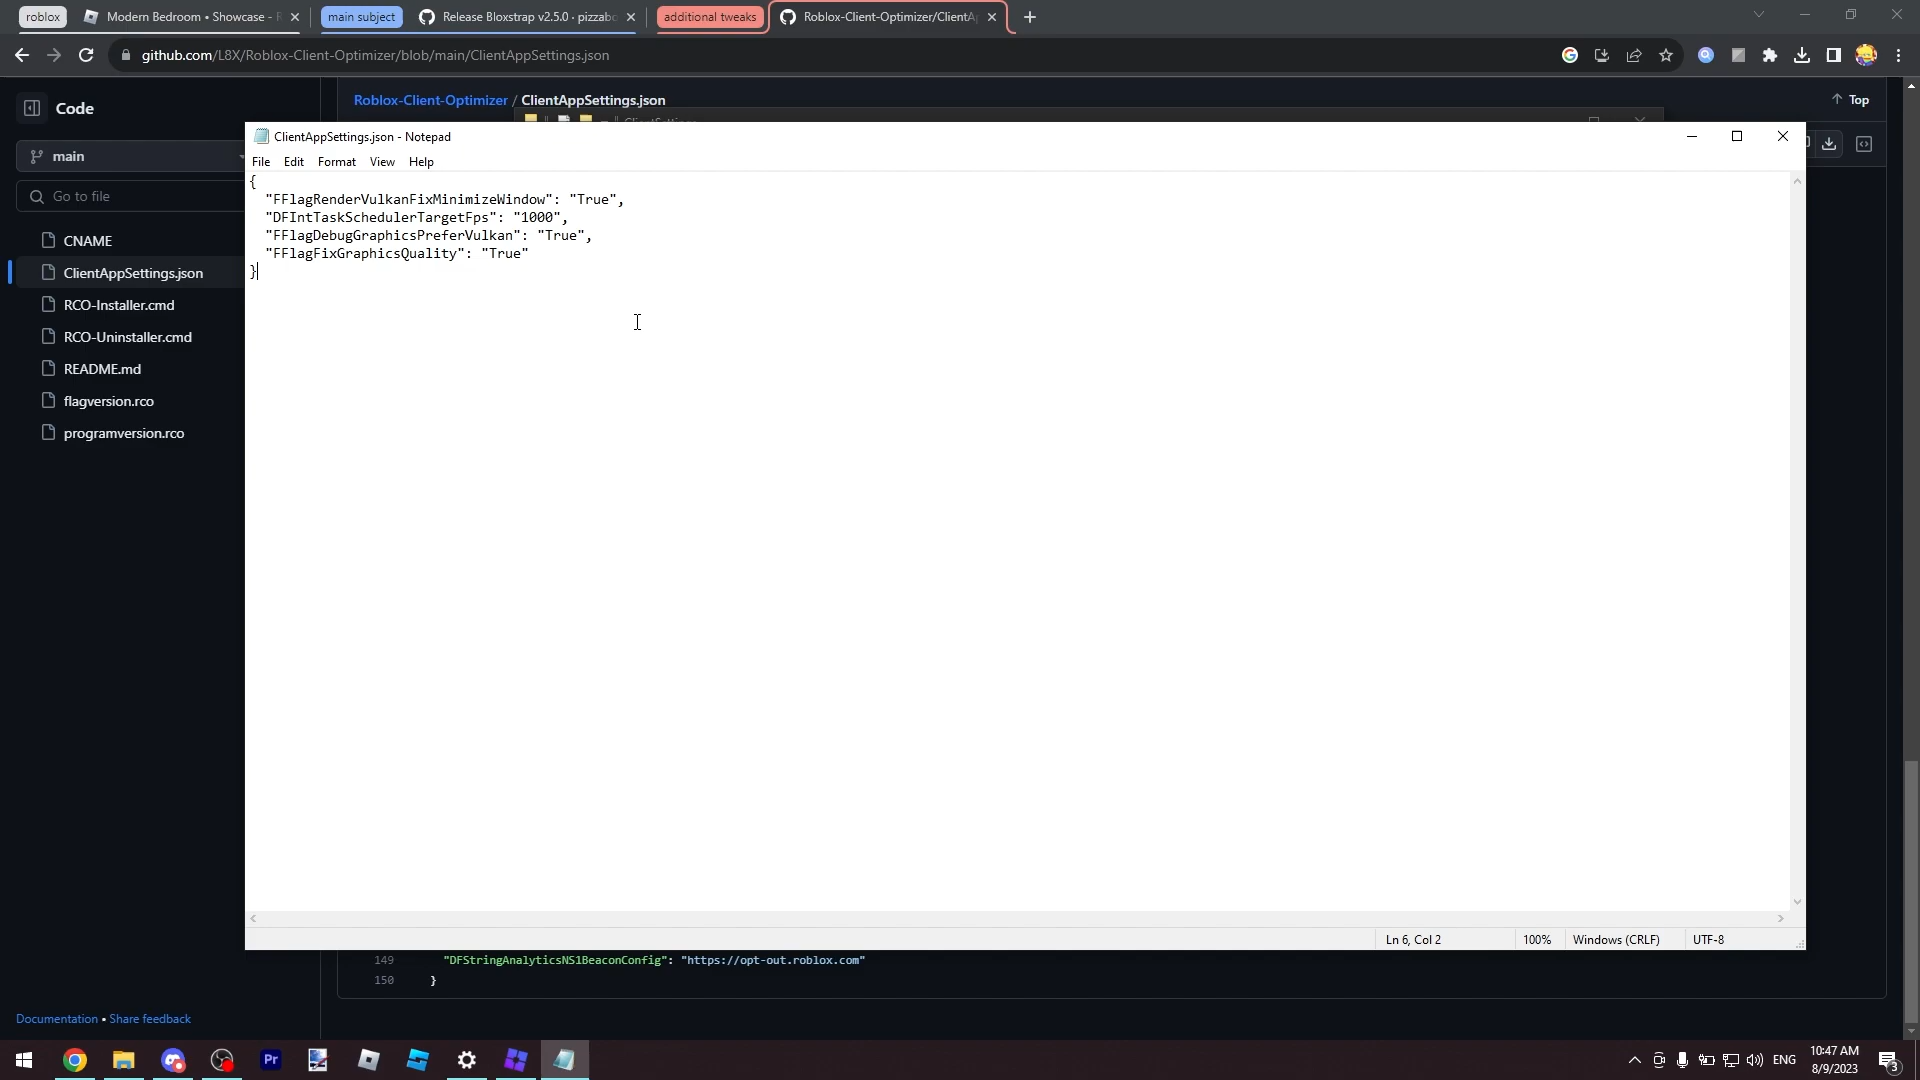 roblox
Modern Bedroom • Showcase - R
main subject
Release Bloxstrap v2.5.0 · pizzabo
additional tweaks
Roblox-Client-Optimizer/ClientAp
github.com/L8X/Roblox-Client-Optimizer/blob/main/ClientAppSettings.json
Code
Roblox-Client-Optimizer / ClientAppSettings.json
Top
main
Go to file
CNAME
ClientAppSettings.json
RCO-Installer.cmd
RCO-Uninstaller.cmd
README.md
flagversion.rco
programversion.rco
ClientSettings
ClientAppSettings.json - Notepad
File Edit Format View Help
{
"FFlagRenderVulkanFixMinimizeWindow": "True",
"DFIntTaskSchedulerTargetFps": "1000",
"FFlagDebugGraphicsPreferVulkan": "True",
"FFlagFixGraphicsQuality": "True"
}
Ln 6, Col 2 100% Windows (CRLF) UTF-8
149 "DFStringAnalyticsNS1BeaconConfig": "https://opt-out.roblox.com"
150 }
Documentation • Share feedback
Pr
ENG
10:47 AM
8/9/2023
3